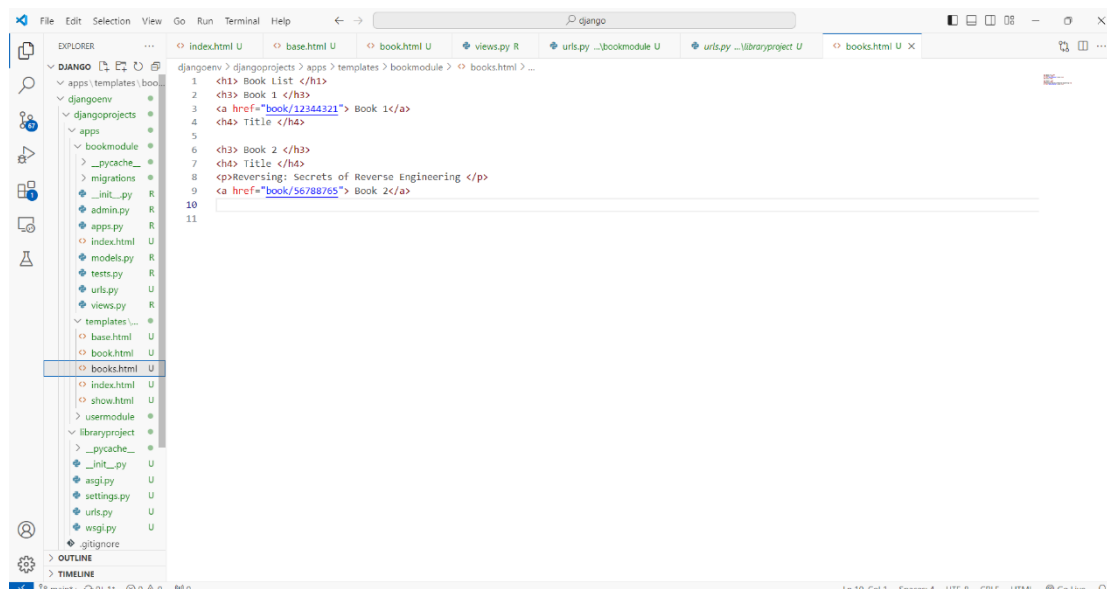 File Edit Selection View Go Run Terminal Help
django
EXPLORER
index.html U
base.html U
book.html U
views.py R
urls.py ...\bookmodule U
urls.py ...\libraryproject U
books.html U
DJANGO
djangoenv > djangoprojects > apps > templates > bookmodule > books.html > ...
apps\templates\boo...
djangoenv
djangoprojects
apps
bookmodule
__pycache__
migrations
__init__.py R
admin.py R
apps.py R
index.html U
models.py R
tests.py R
urls.py U
views.py R
templates\...
base.html U
book.html U
books.html U
index.html U
show.html U
usermodule
libraryproject
__pycache__
__init__.py U
asgi.py U
settings.py U
urls.py U
wsgi.py U
.gitignore
OUTLINE
TIMELINE
67
1
1 <h1> Book List </h1>
2 <h3> Book 1 </h3>
3 <a href="book/12344321"> Book 1</a>
4 <h4> Title </h4>
5
6 <h3> Book 2 </h3>
7 <h4> Title </h4>
8 <p>Reversing: Secrets of Reverse Engineering </p>
9 <a href="book/56788765"> Book 2</a>
10
11